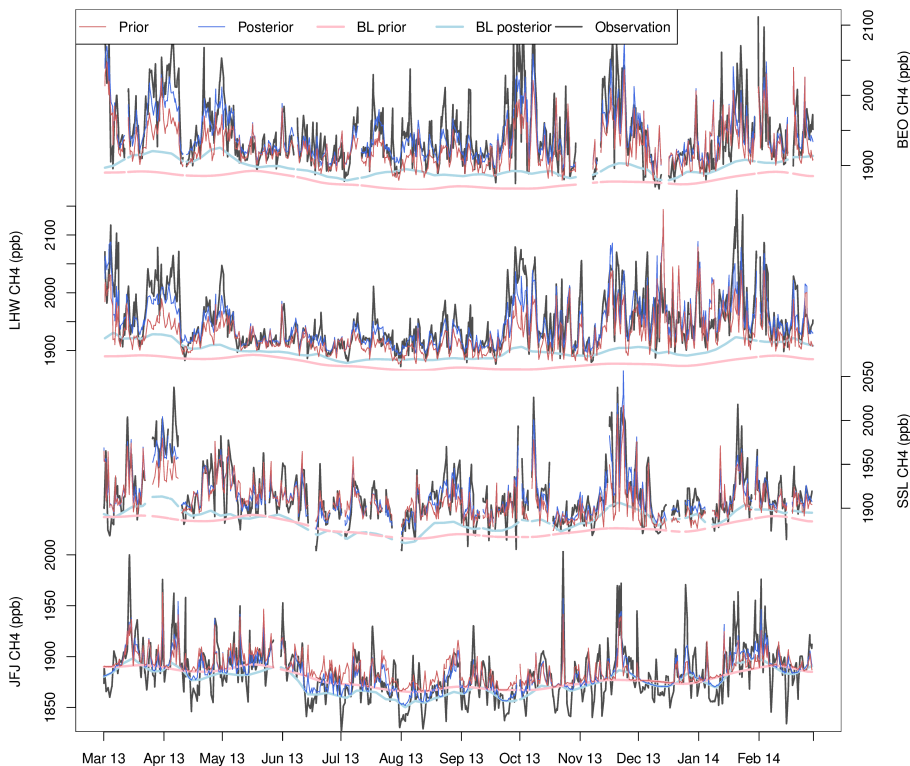 Prior Posterior BL prior BL posterior Observation
2100
2000
1900
BEO CH4 (ppb)
2100
2000
1900
LHW CH4 (ppb)
2050
2000
1950
1900
SSL CH4 (ppb)
2000
1950
1900
1850
JFJ CH4 (ppb)
Mar 13 Apr 13 May 13 Jun 13 Jul 13 Aug 13 Sep 13 Oct 13 Nov 13 Dec 13 Jan 14 Feb 14